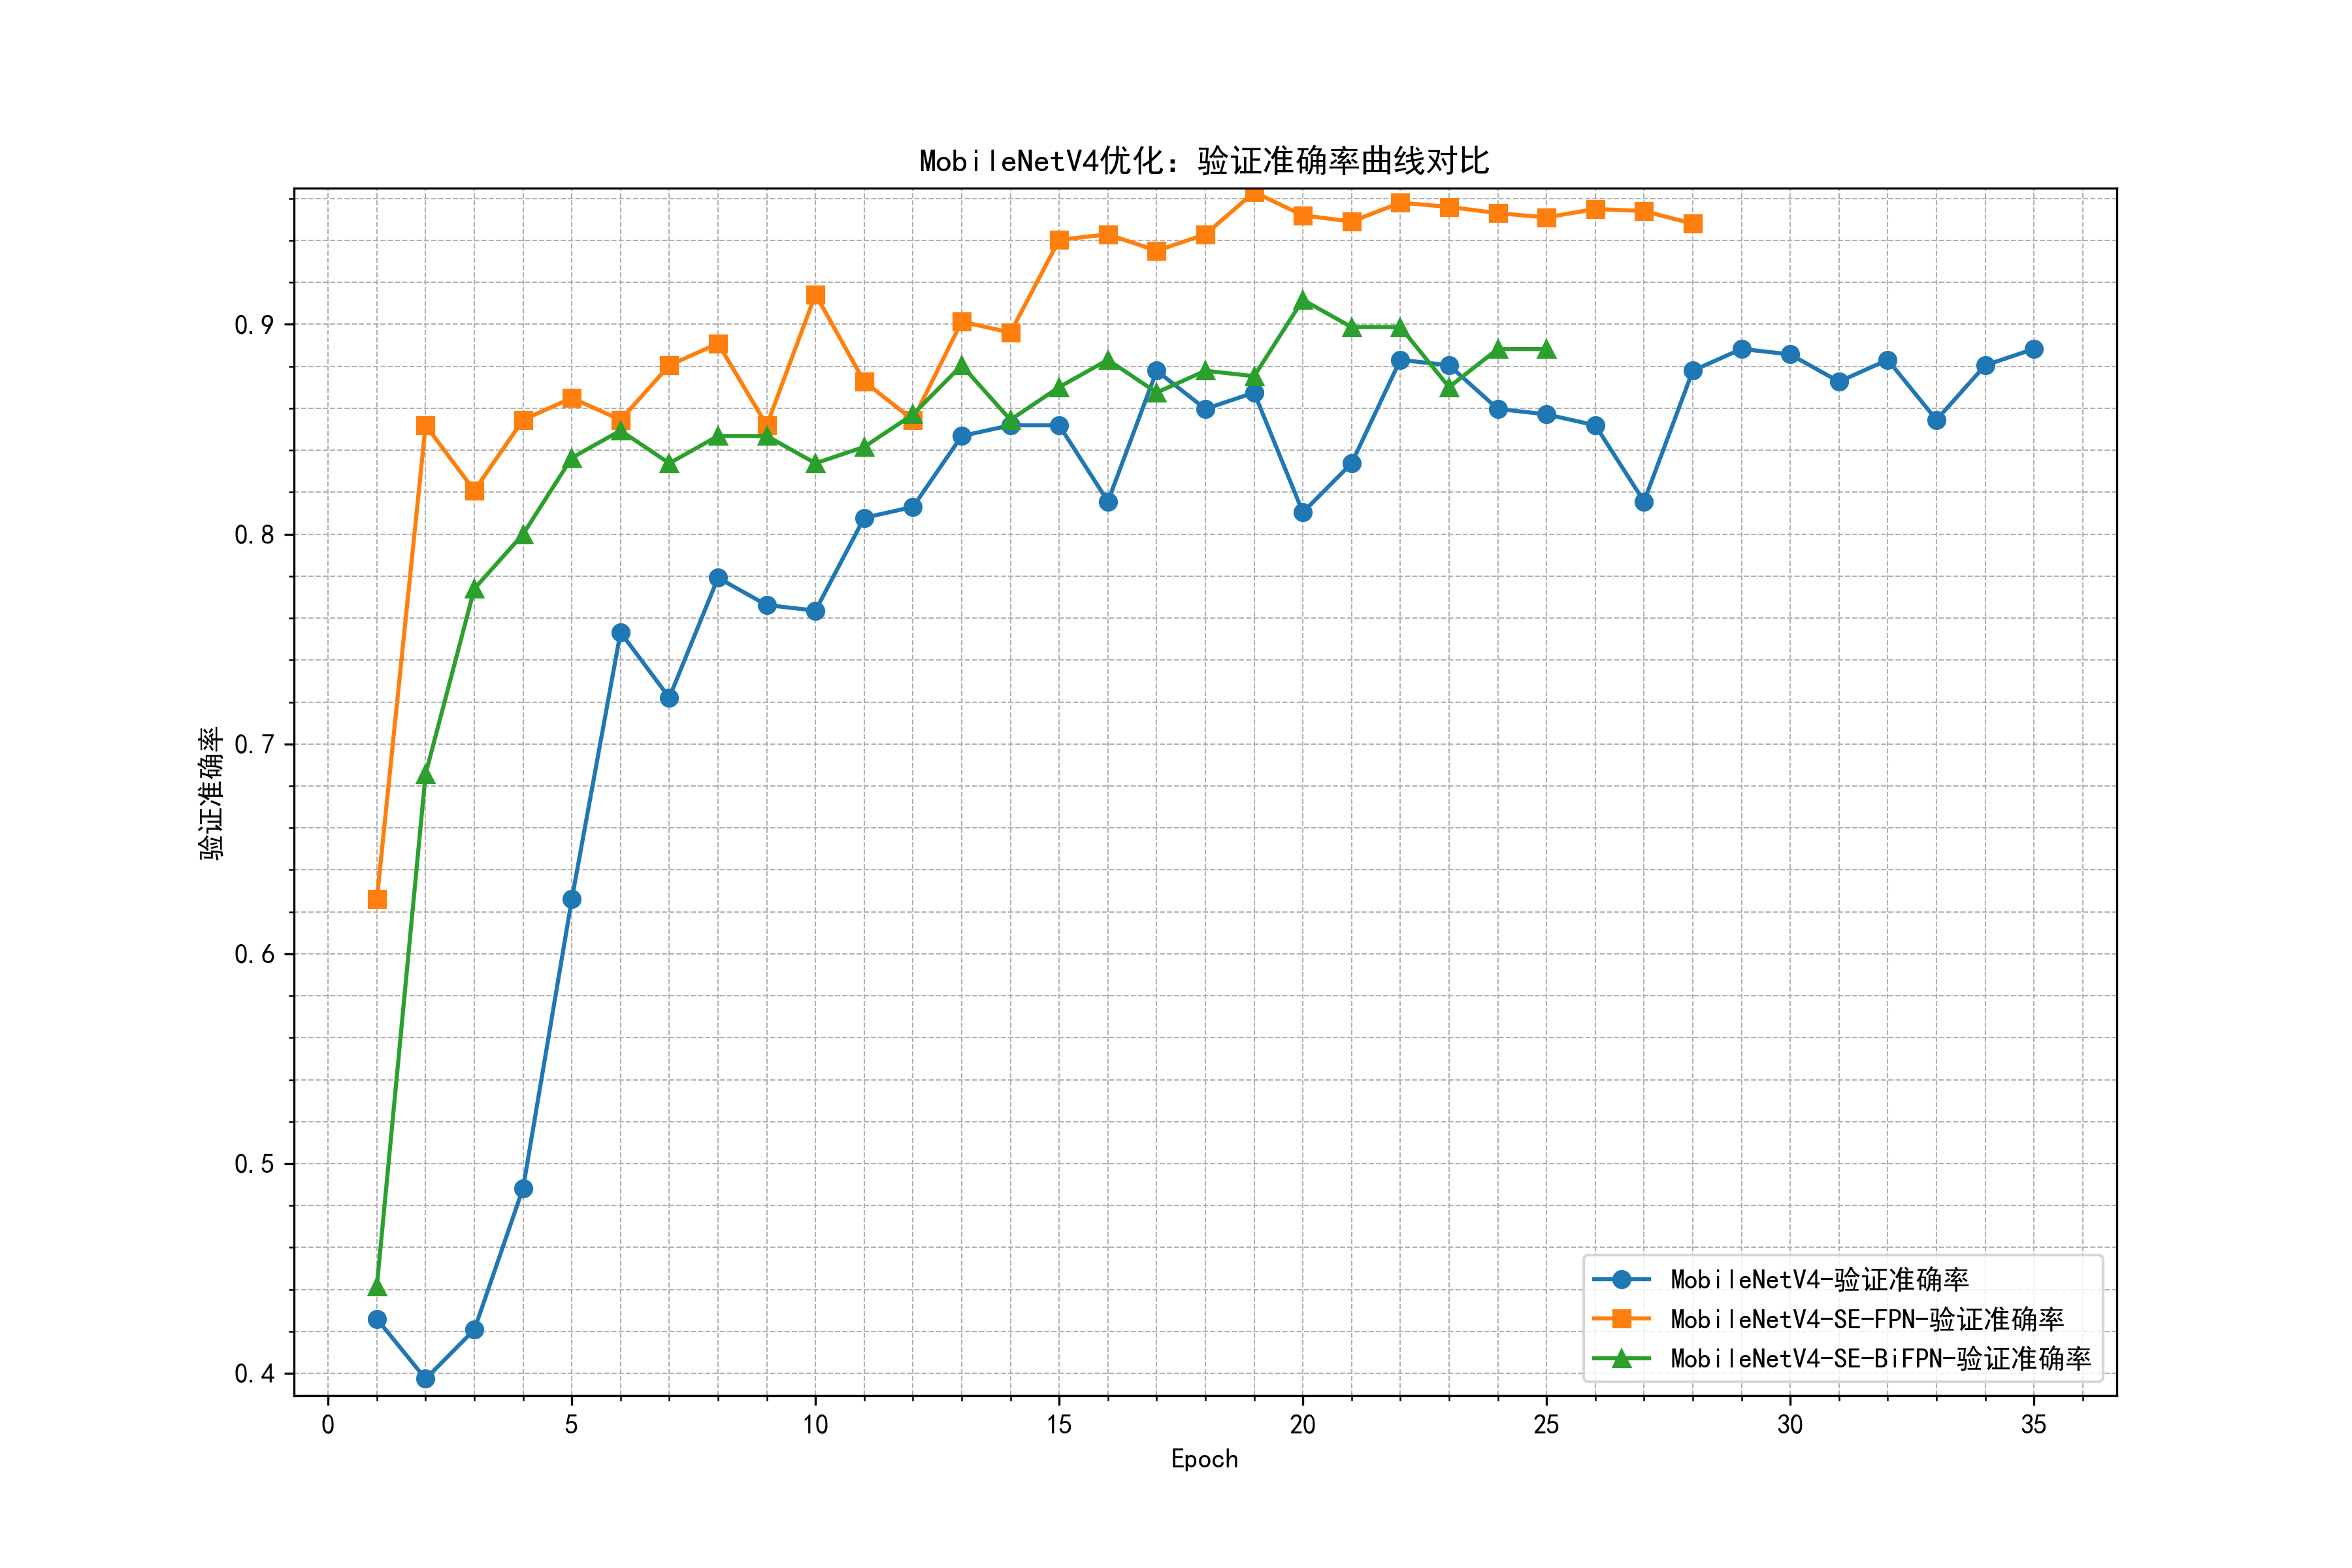 MobileNetV4优化：验证准确率曲线对比
验证准确率
0.9
0.8
0.7
0.6
0.5
0.4
0 5 10 15 20 25 30 35
Epoch
MobileNetV4-验证准确率
MobileNetV4-SE-FPN-验证准确率
MobileNetV4-SE-BiFPN-验证准确率